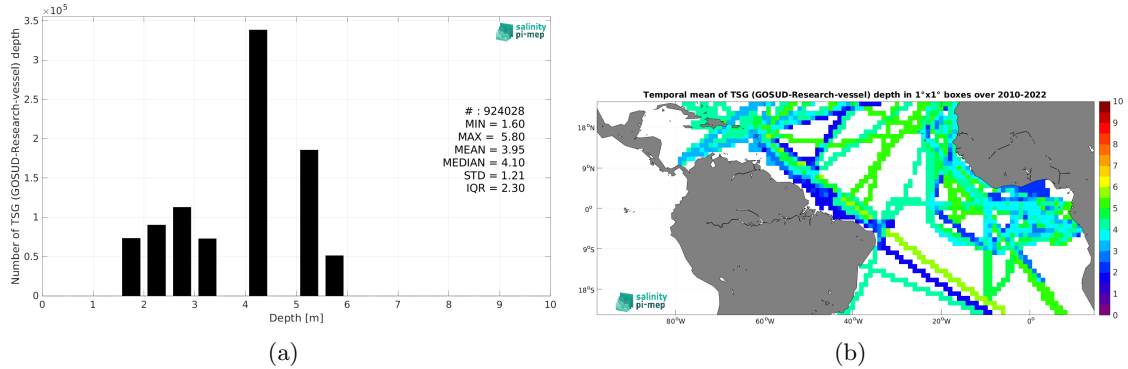 ×10⁵
3.5
3
2.5
2
1.5
1
0.5
0
Number of TSG (GOSUD-Research-vessel) depth
salinity
pi-mep
# : 924028
MIN = 1.60
MAX = 5.80
MEAN = 3.95
MEDIAN = 4.10
STD = 1.21
IQR = 2.30
0 1 2 3 4 5 6 7 8 9 10
Depth [m]
(a)
Temporal mean of TSG (GOSUD-Research-vessel) depth in 1°x1° boxes over 2010-2022
18°N
9°N
0°
9°S
18°S
salinity
pi-mep
80°W 60°W 40°W 20°W 0°
10
9
8
7
6
5
4
3
2
1
0
(b)